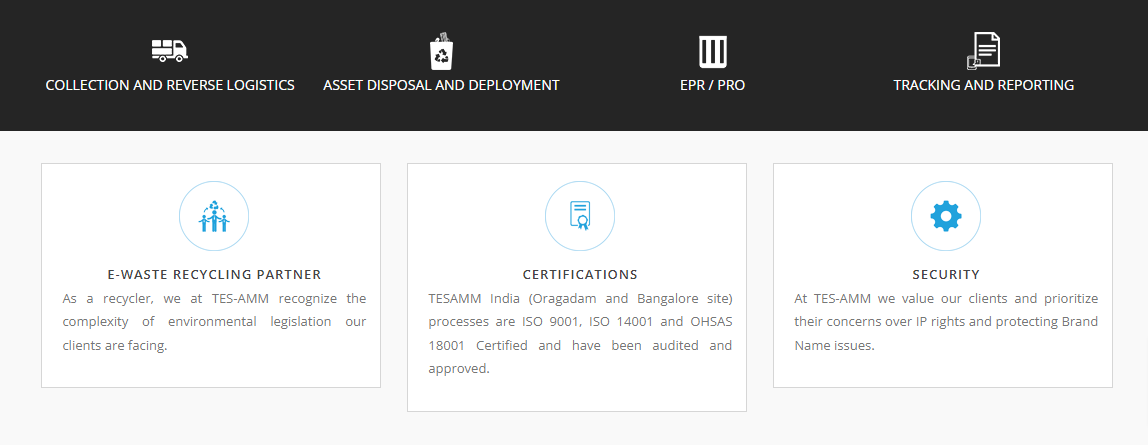 COLLECTION AND REVERSE LOGISTICS
ASSET DISPOSAL AND DEPLOYMENT
EPR / PRO
TRACKING AND REPORTING
E-WASTE RECYCLING PARTNER
As a recycler, we at TES-AMM recognize the
complexity of environmental legislation our
clients are facing.
CERTIFICATIONS
TESAMM India (Oragadam and Bangalore site)
processes are ISO 9001, ISO 14001 and OHSAS
18001 Certified and have been audited and
approved.
SECURITY
At TES-AMM we value our clients and prioritize
their concerns over IP rights and protecting Brand
Name issues.